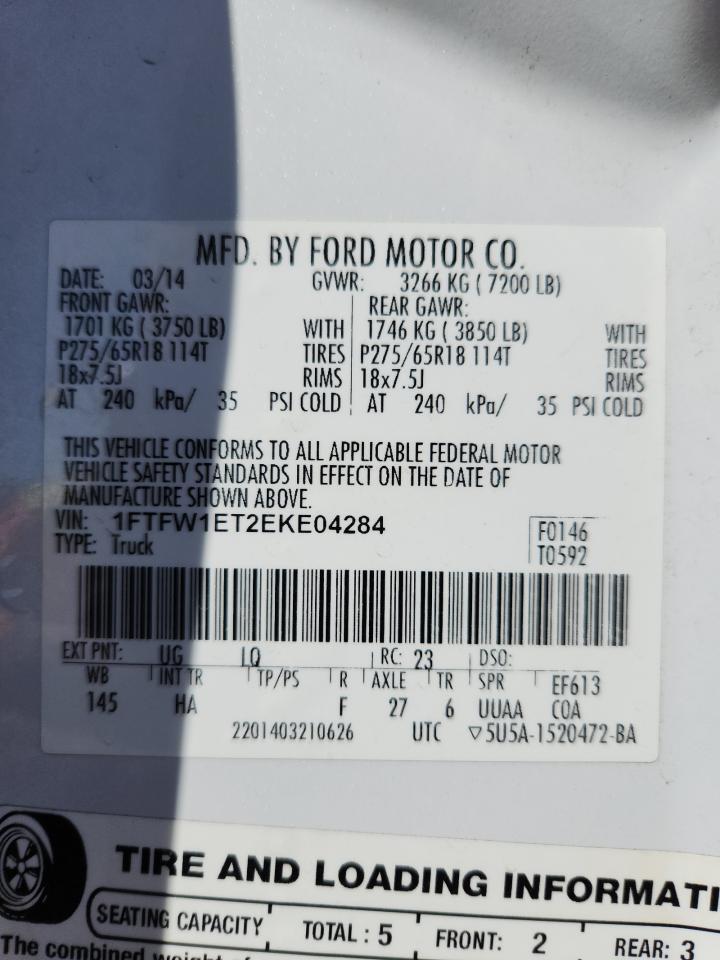 MFD. BY FORD MOTOR CO.
DATE: 03/14 GVWR: 3266 KG ( 7200 LB)
FRONT GAWR: REAR GAWR:
1701 KG ( 3750 LB) WITH 1746 KG ( 3850 LB) WITH
P275/65R18 114T TIRES P275/65R18 114T TIRES
18x7.5J RIMS 18x7.5J RIMS
AT 240 kPa/ 35 PSI COLD AT 240 kPa/ 35 PSI COLD
THIS VEHICLE CONFORMS TO ALL APPLICABLE FEDERAL MOTOR
VEHICLE SAFETY STANDARDS IN EFFECT ON THE DATE OF
MANUFACTURE SHOWN ABOVE.
VIN: 1FTFW1ET2EKE04284 F0146
TYPE: Truck T0592
EXT PNT: UG LQ RC: 23 DSO:
WB INT TR TP/PS R AXLE TR SPR EF613
145 HA F 27 6 UUAA COA
2201403210626 UTC ▽5U5A-1520472-BA
TIRE AND LOADING INFORMATI
SEATING CAPACITY TOTAL : 5 FRONT: 2 REAR: 3
The combined weight of